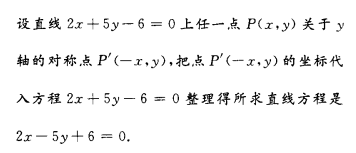 设直线 2x + 5y − 6 = 0 上任一点 P(x,y) 关于 y
轴的对称点 P′(−x,y),把点 P′(−x,y) 的坐标代
入方程 2x + 5y − 6 = 0 整理得所求直线方程是
2x − 5y + 6 = 0.